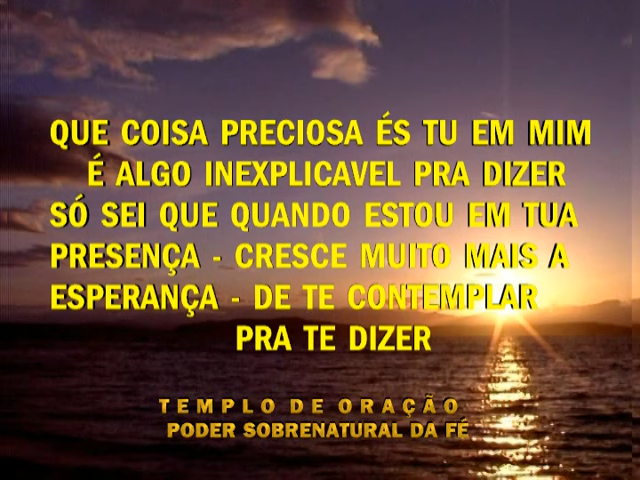 QUE COISA PRECIOSA ÉS TU EM MIM
É ALGO INEXPLICAVEL PRA DIZER
SÓ SEI QUE QUANDO ESTOU EM TUA
PRESENÇA - CRESCE MUITO MAIS A
ESPERANÇA - DE TE CONTEMPLAR
PRA TE DIZER
TEMPLO DE ORAÇÃO
PODER SOBRENATURAL DA FÉ